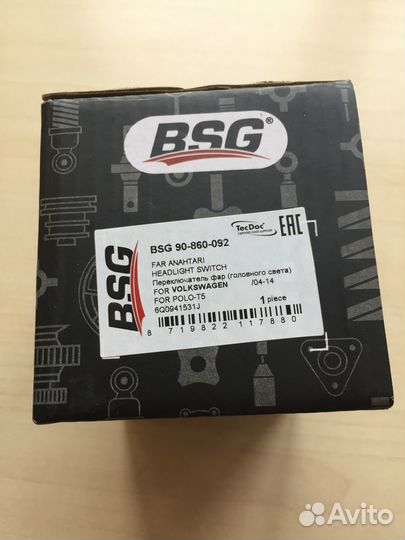 BSG®
BSG
BSG 90-860-092
TecDoc
EAC
FAR ANAHTARI
HEADLIGHT SWITCH
Переключатель фар (головного света)
FOR VOLKSWAGEN /04-14
FOR POLO-T5
6Q0941531J 1 piece
8 719822 117880
Avito